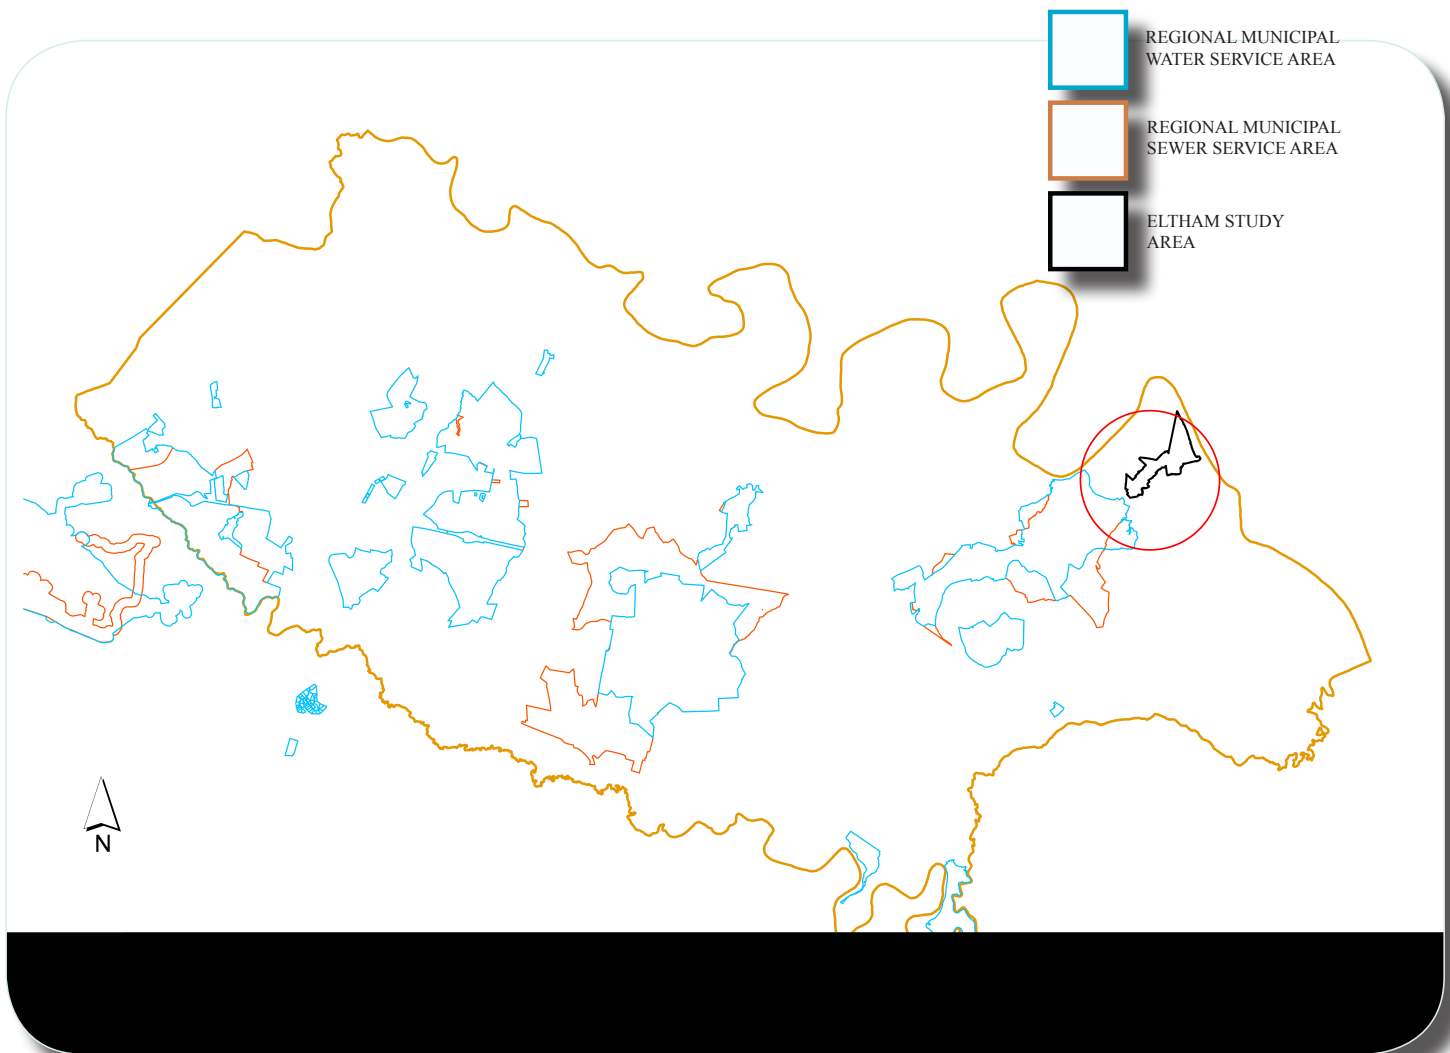 REGIONAL MUNICIPAL
WATER SERVICE AREA
REGIONAL MUNICIPAL
SEWER SERVICE AREA
ELTHAM STUDY
AREA
N